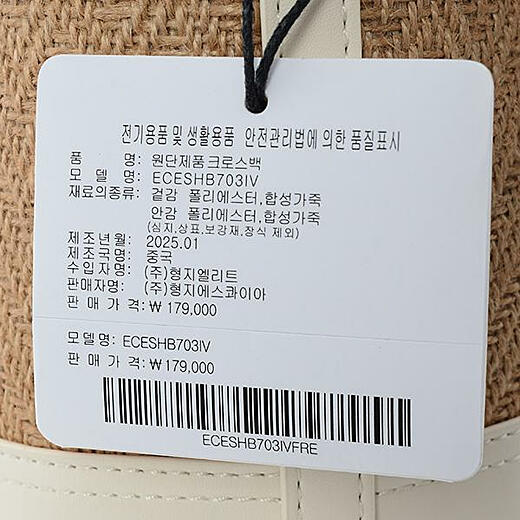 전기용품 및 생활용품 안전관리법에 의한 품질표시
품 명: 원단제품크로스백
모 델 명: ECESHB703IV
재료의종류: 겉감 폴리에스터,합성가죽
안감 폴리에스터,합성가죽
(심지,상표,보강재,장식 제외)
제조년월: 2025.01
제조국명: 중국
수입자명: (주)형지엘리트
판매자명: (주)형지에스콰이아
판 매 가 격: ₩ 179,000
모델명: ECESHB703IV
판 매 가 격: ₩179,000
ECESHB703IVFRE